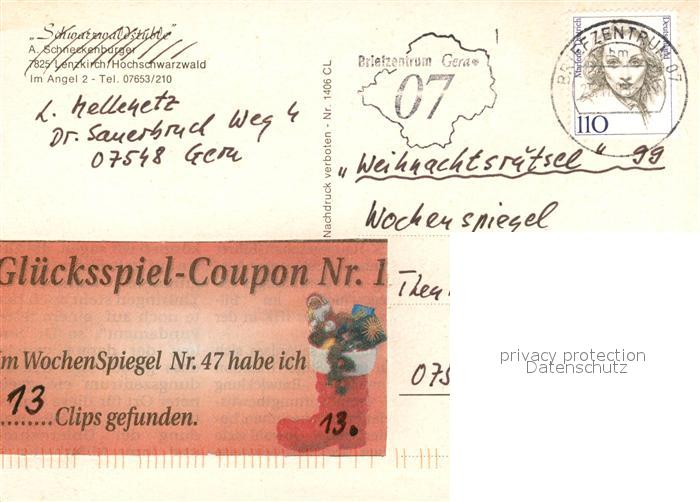 „Schwarzwaldstüble"
A. Schneckenburger
7825 Lenzkirch/Hochschwarzwald
Im Angel 2 - Tel. 07653/210
Dr. Sauerbruch Weg 4
07548 Gera
Nachdruck verboten - Nr. 1406 CL
Briefzentrum Gera
07
BRIEFZENTRUM 07
hm
Marlene Dietrich
Deutschland
110
„Weihnachtsrätsel" 99
Wochenspiegel
Glücksspiel-Coupon Nr. 1
Im WochenSpiegel Nr. 47 habe ich
13
........Clips gefunden.
13.
075
privacy protection
Datenschutz